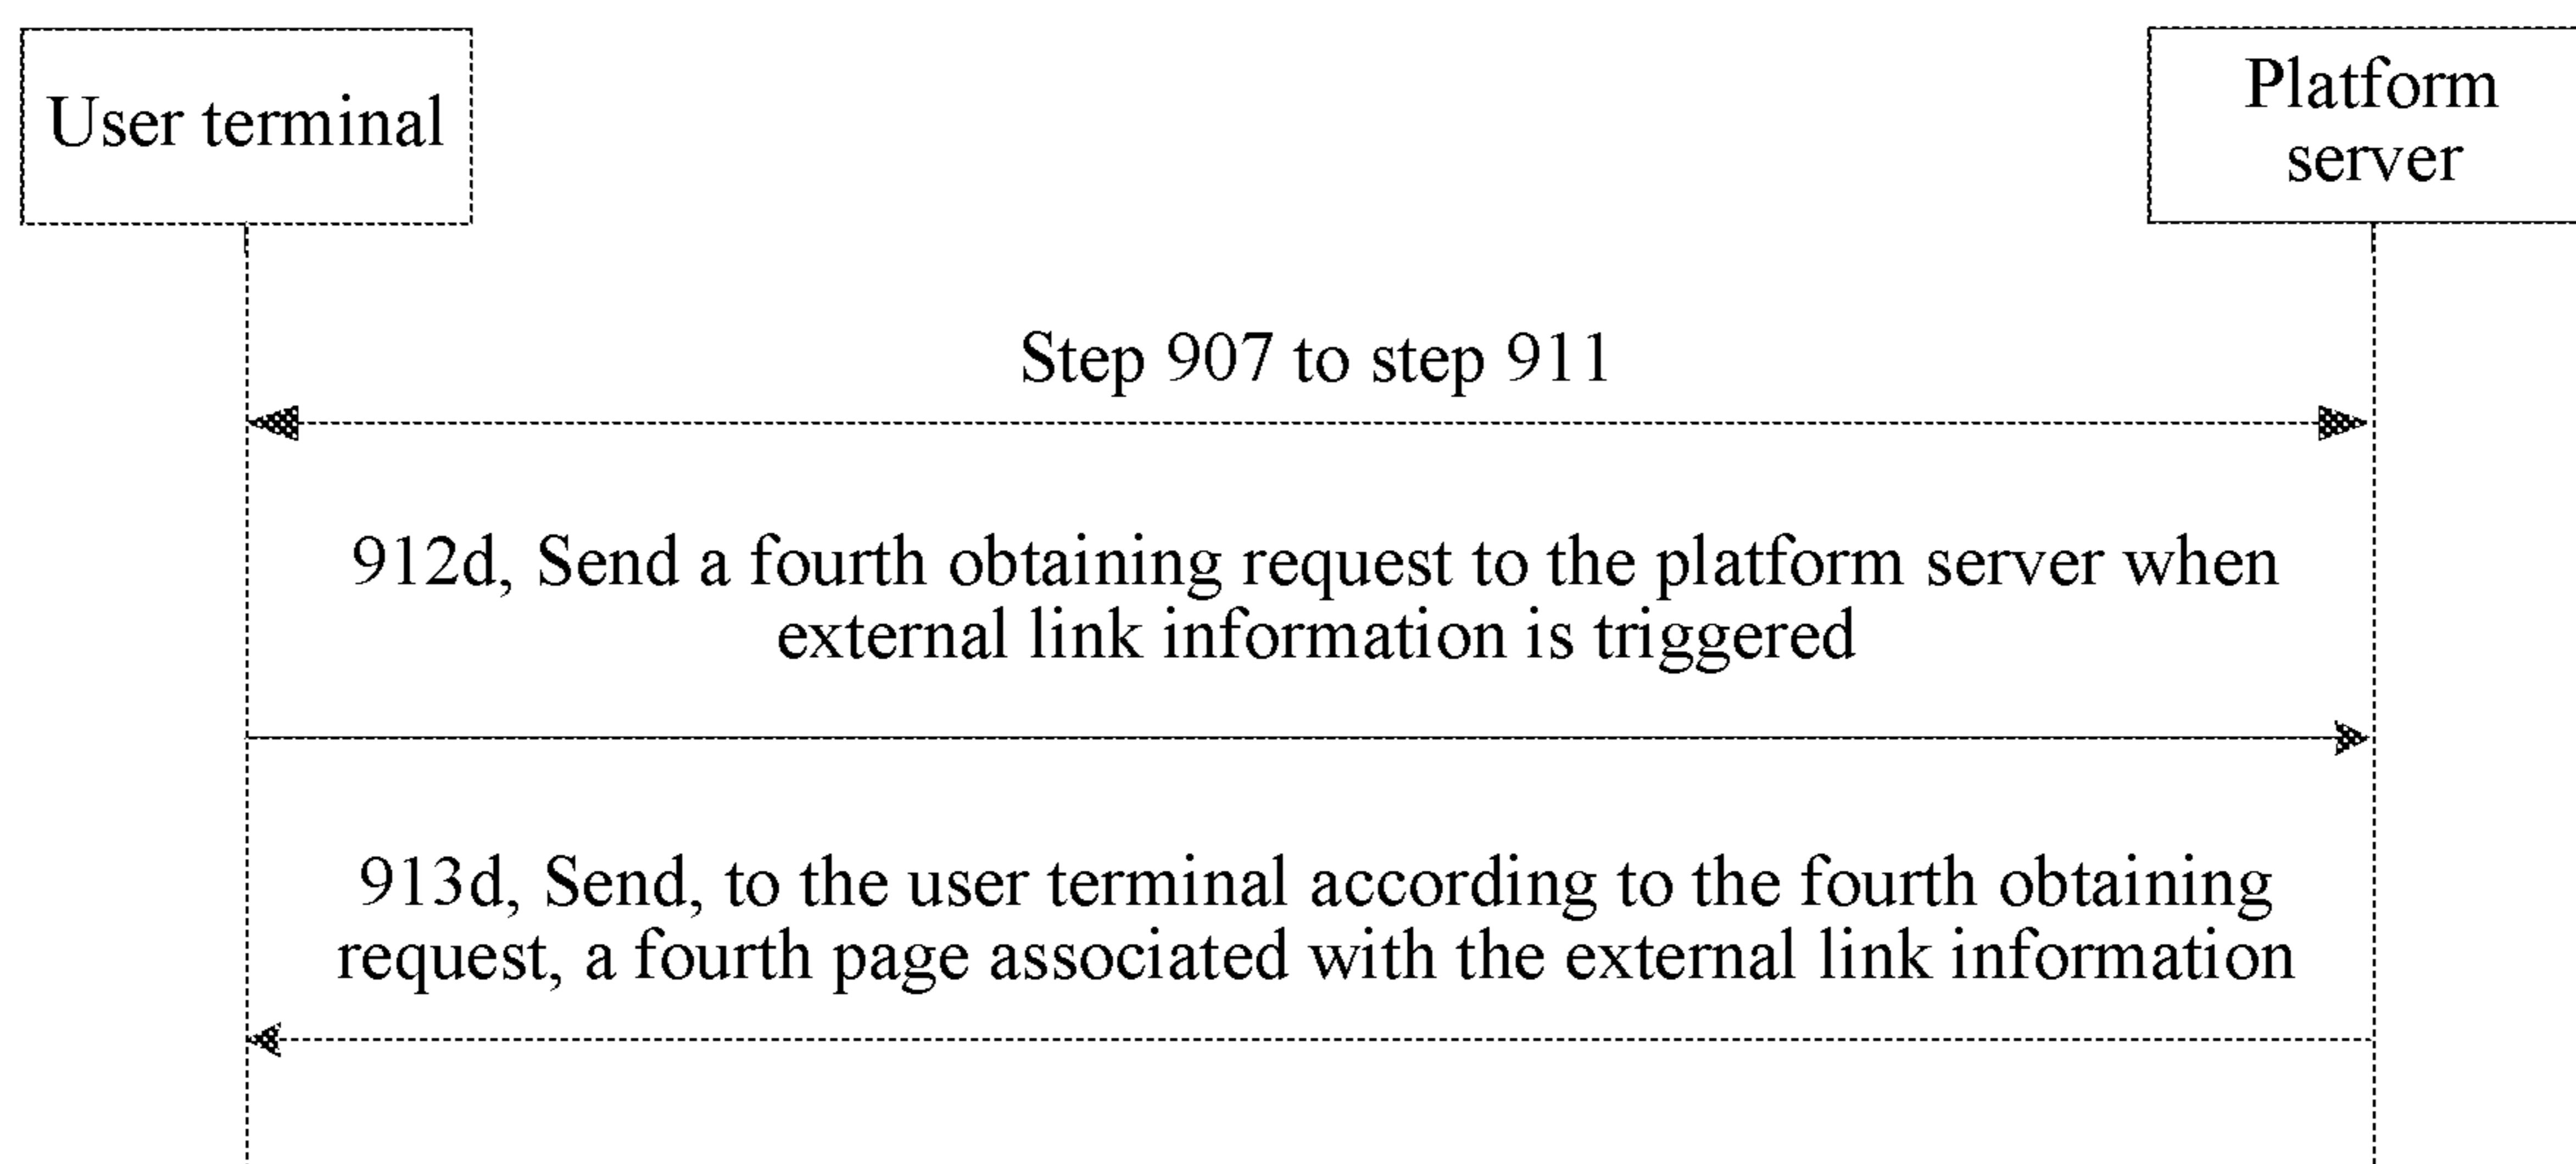 User terminal
Platform
server
Step 907 to step 911
912d, Send a fourth obtaining request to the platform server when
external link information is triggered
913d, Send, to the user terminal according to the fourth obtaining
request, a fourth page associated with the external link information